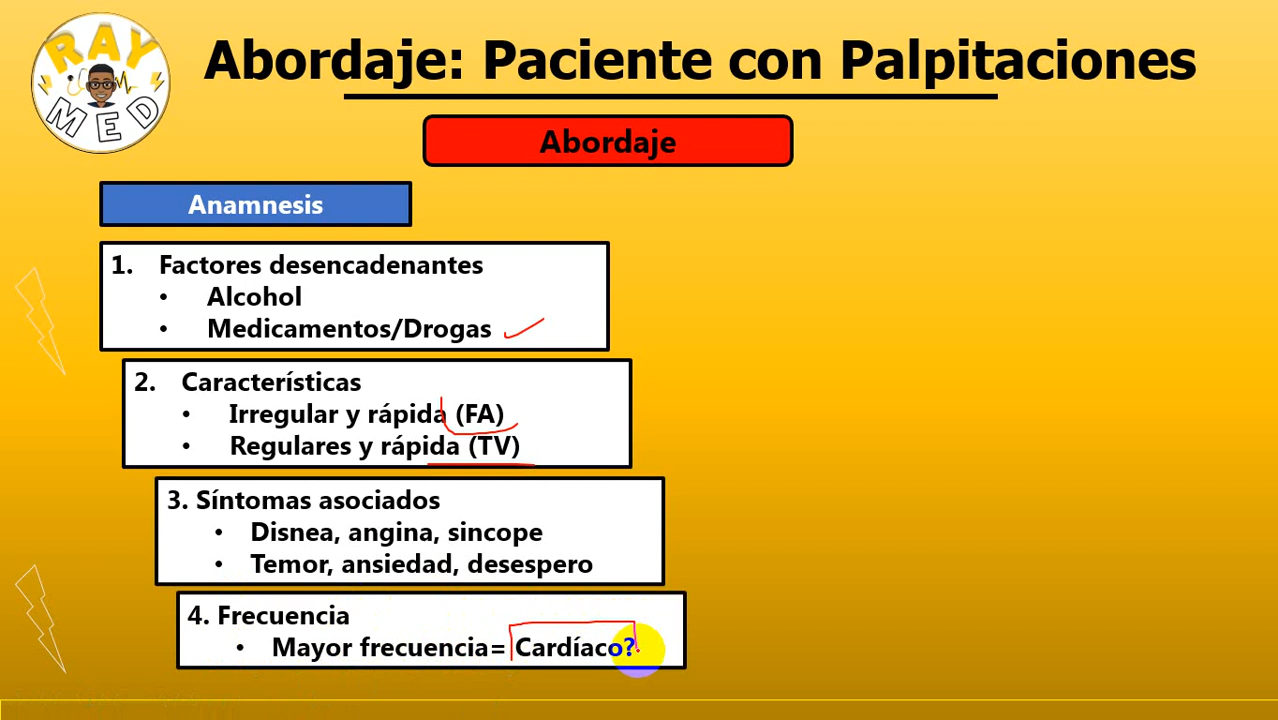 RAY
MED
Abordaje: Paciente con Palpitaciones
Abordaje
Anamnesis
1. Factores desencadenantes
• Alcohol
• Medicamentos/Drogas
2. Características
• Irregular y rápida (FA)
• Regulares y rápida (TV)
3. Síntomas asociados
• Disnea, angina, sincope
• Temor, ansiedad, desespero
4. Frecuencia
• Mayor frecuencia= Cardíaco?